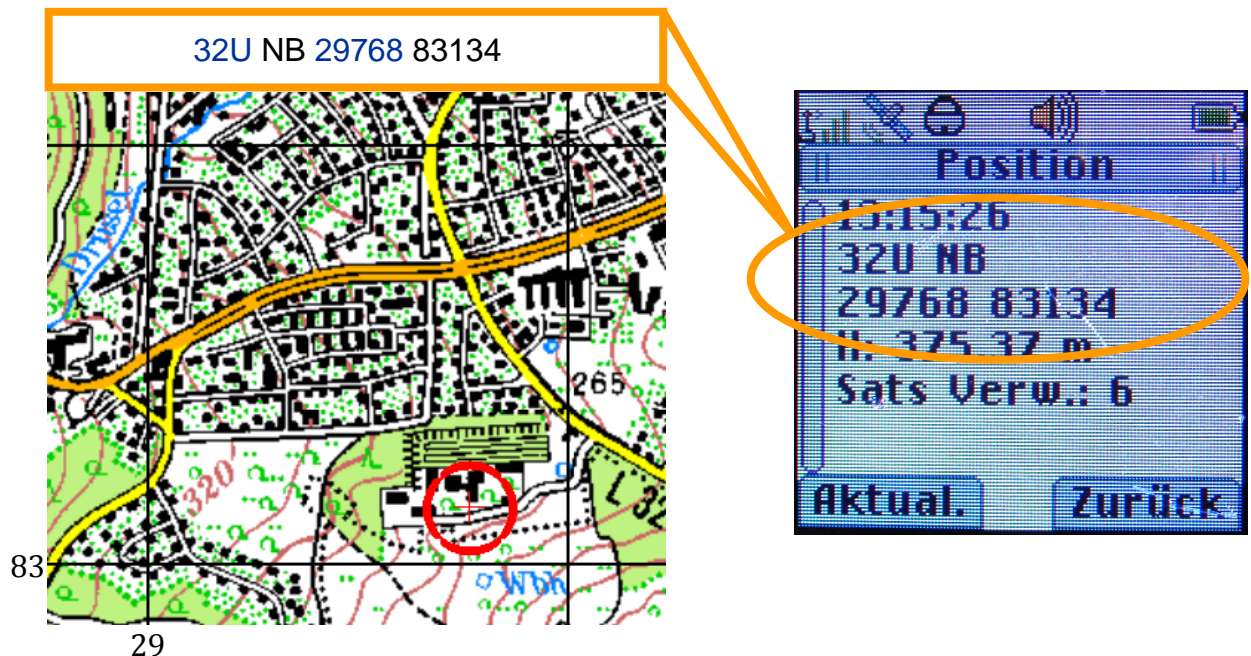 32U NB 29768 83134
Drusel
265
320
L 32
83
Wbh
29
Position
13:15:26
32U NB
29768 83134
H: 375.37 m
Sats Verw.: 6
Aktual. Zurück